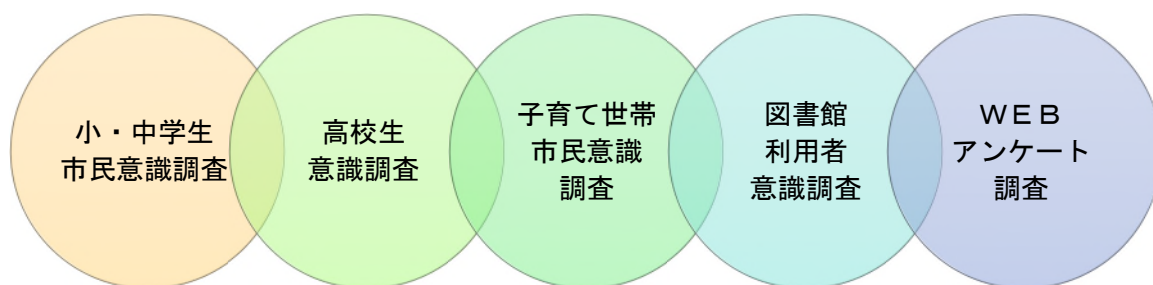 小・中学生
市民意識調査
高校生
意識調査
子育て世帯
市民意識
調査
図書館
利用者
意識調査
ＷＥＢ
アンケート
調査